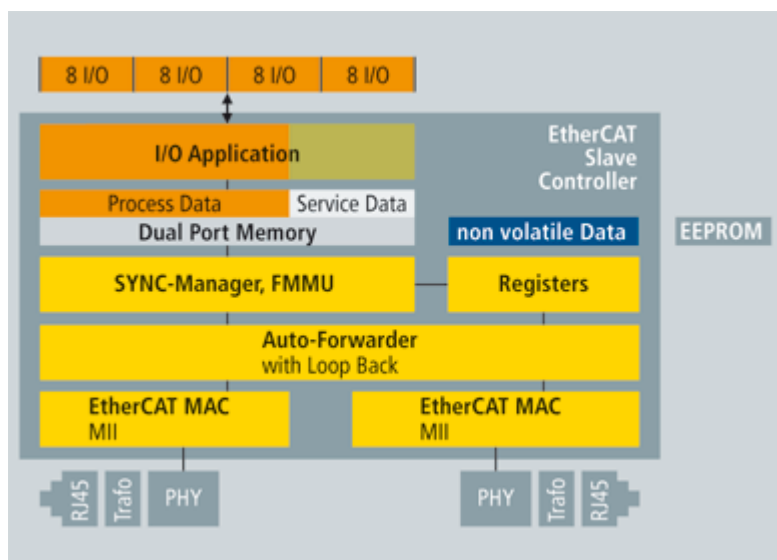 8 I/O 8 I/O 8 I/O 8 I/O
EtherCAT
Slave
Controller
I/O Application
Process Data Service Data
Dual Port Memory non volatile Data EEPROM
SYNC-Manager, FMMU Registers
Auto-Forwarder
with Loop Back
EtherCAT MAC
MII
EtherCAT MAC
MII
RJ45 Trafo PHY PHY Trafo RJ45